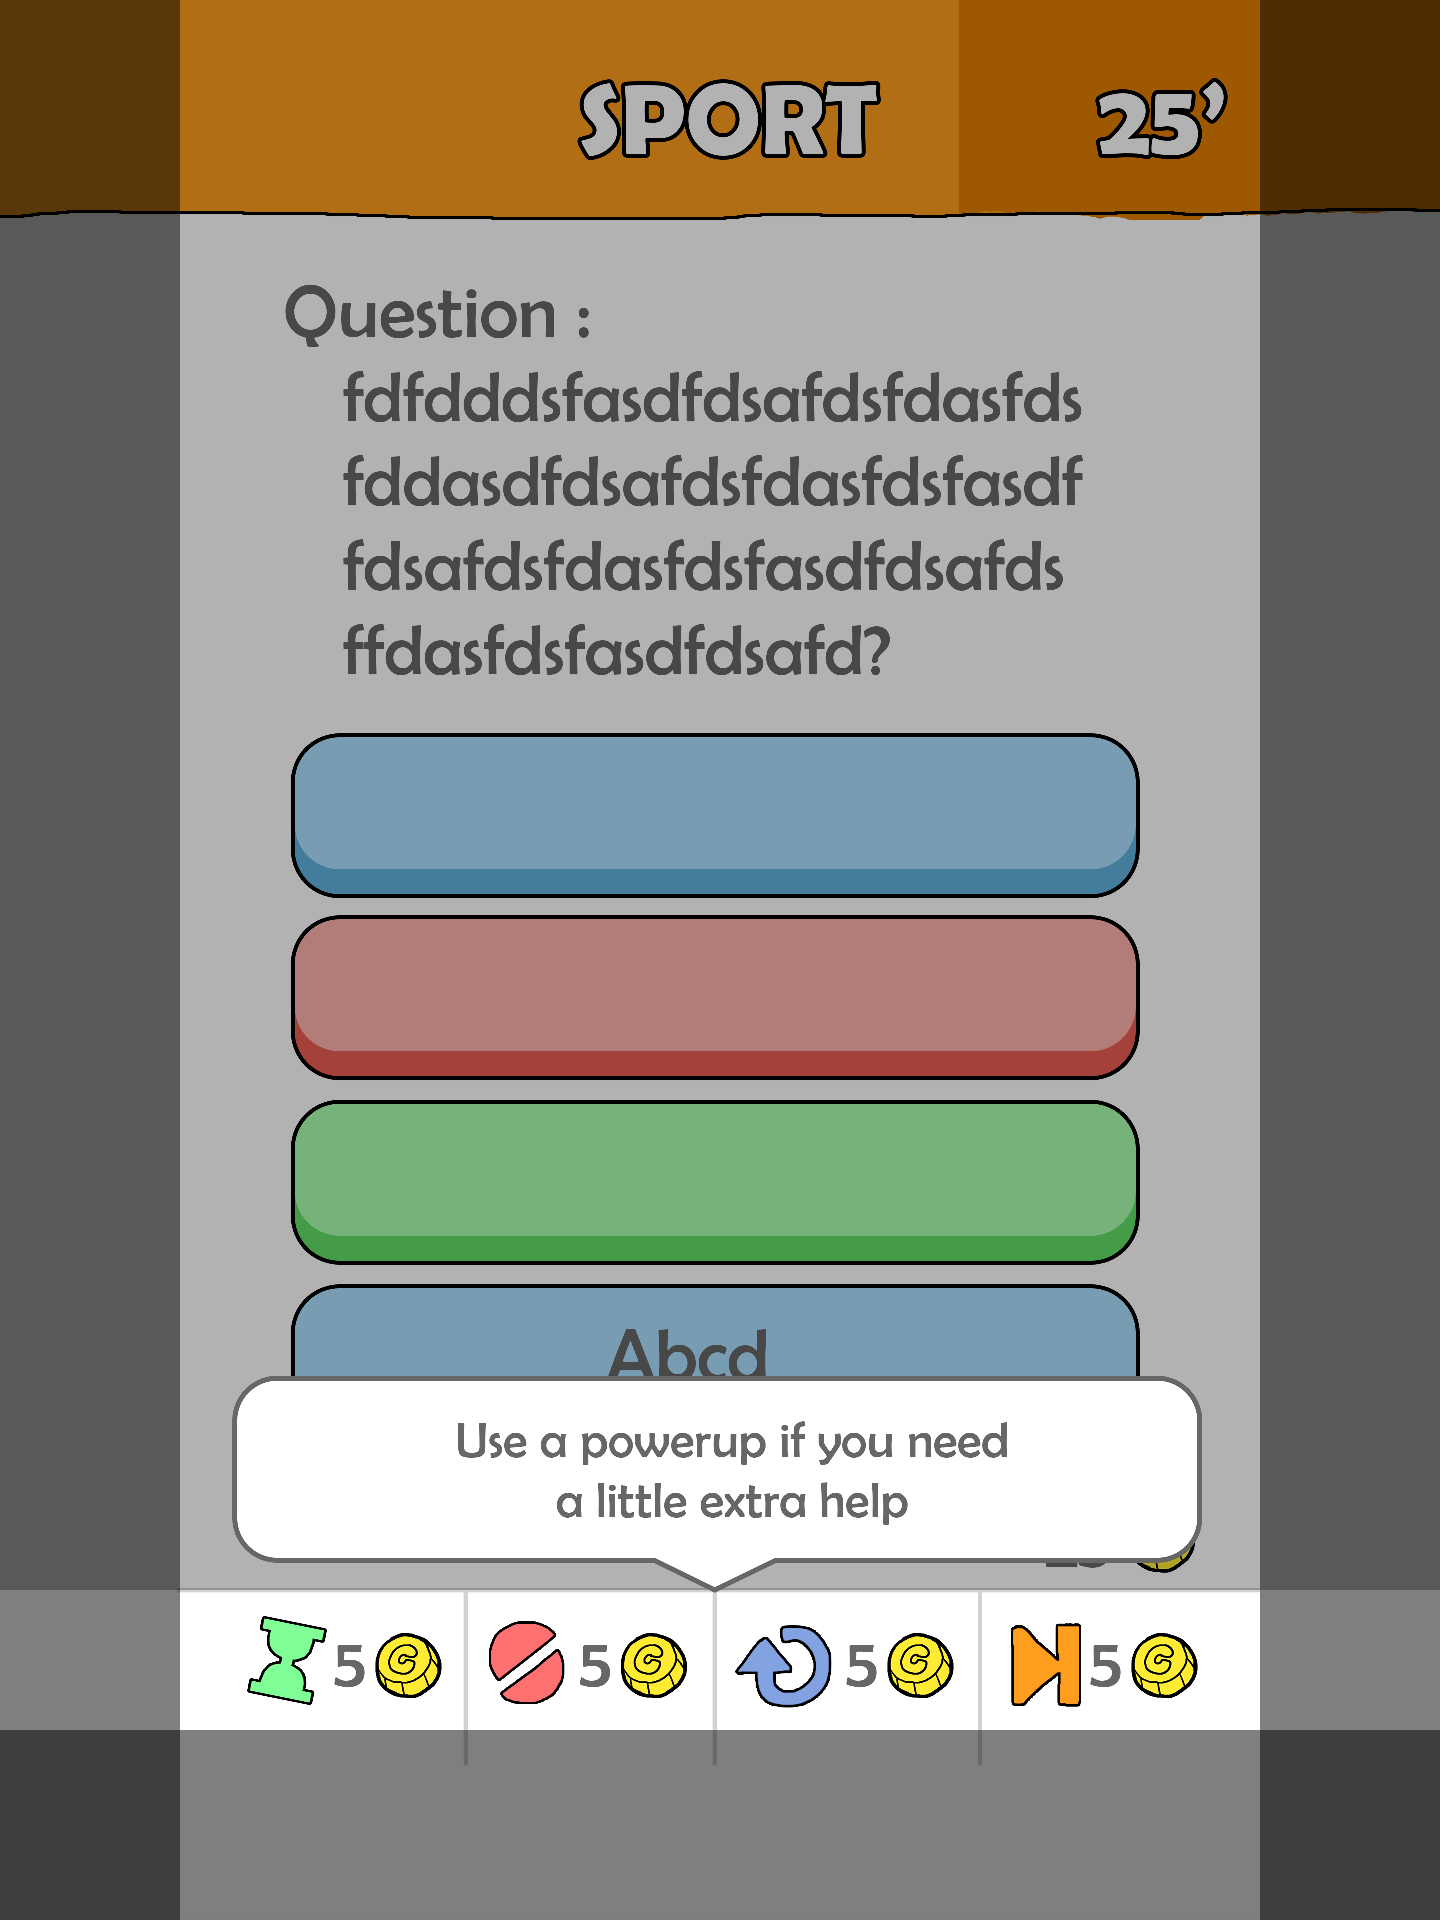 SPORT
25’
Question :
fdfdddsfasdfdsafdsfdasfds
fddasdfdsafdsfdasfdsfasdf
fdsafdsfdasfdsfasdfdsafds
ffdasfdsfasdfdsafd?
Abcd
Use a powerup if you need
a little extra help
5 C 5 C 5 C 5 C